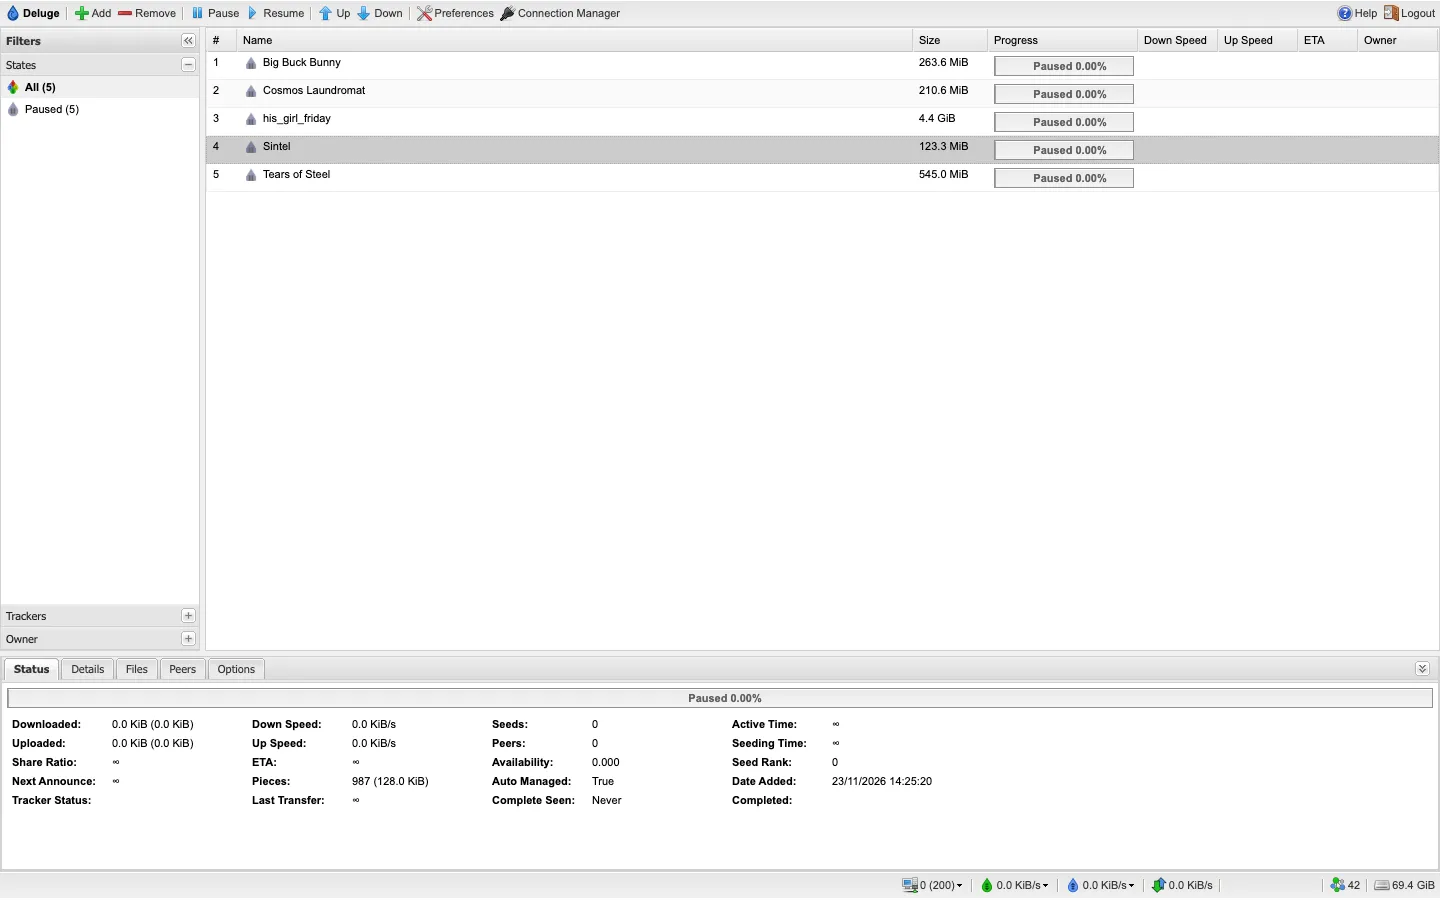 Deluge Add Remove Pause Resume Up Down Preferences Connection Manager Help Logout
Filters
States
All (5)
Paused (5)
Trackers
Owner
# Name Size Progress Down Speed Up Speed ETA Owner
1 Big Buck Bunny 263.6 MiB Paused 0.00%
2 Cosmos Laundromat 210.6 MiB Paused 0.00%
3 his_girl_friday 4.4 GiB Paused 0.00%
4 Sintel 123.3 MiB Paused 0.00%
5 Tears of Steel 545.0 MiB Paused 0.00%
Status Details Files Peers Options
Paused 0.00%
Downloaded: 0.0 KiB (0.0 KiB) Down Speed: 0.0 KiB/s Seeds: 0 Active Time: ∞
Uploaded: 0.0 KiB (0.0 KiB) Up Speed: 0.0 KiB/s Peers: 0 Seeding Time: ∞
Share Ratio: ∞ ETA: ∞ Availability: 0.000 Seed Rank: 0
Next Announce: ∞ Pieces: 987 (128.0 KiB) Auto Managed: True Date Added: 23/11/2026 14:25:20
Tracker Status: Last Transfer: ∞ Complete Seen: Never Completed:
0 (200) 0.0 KiB/s 0.0 KiB/s 0.0 KiB/s 42 69.4 GiB